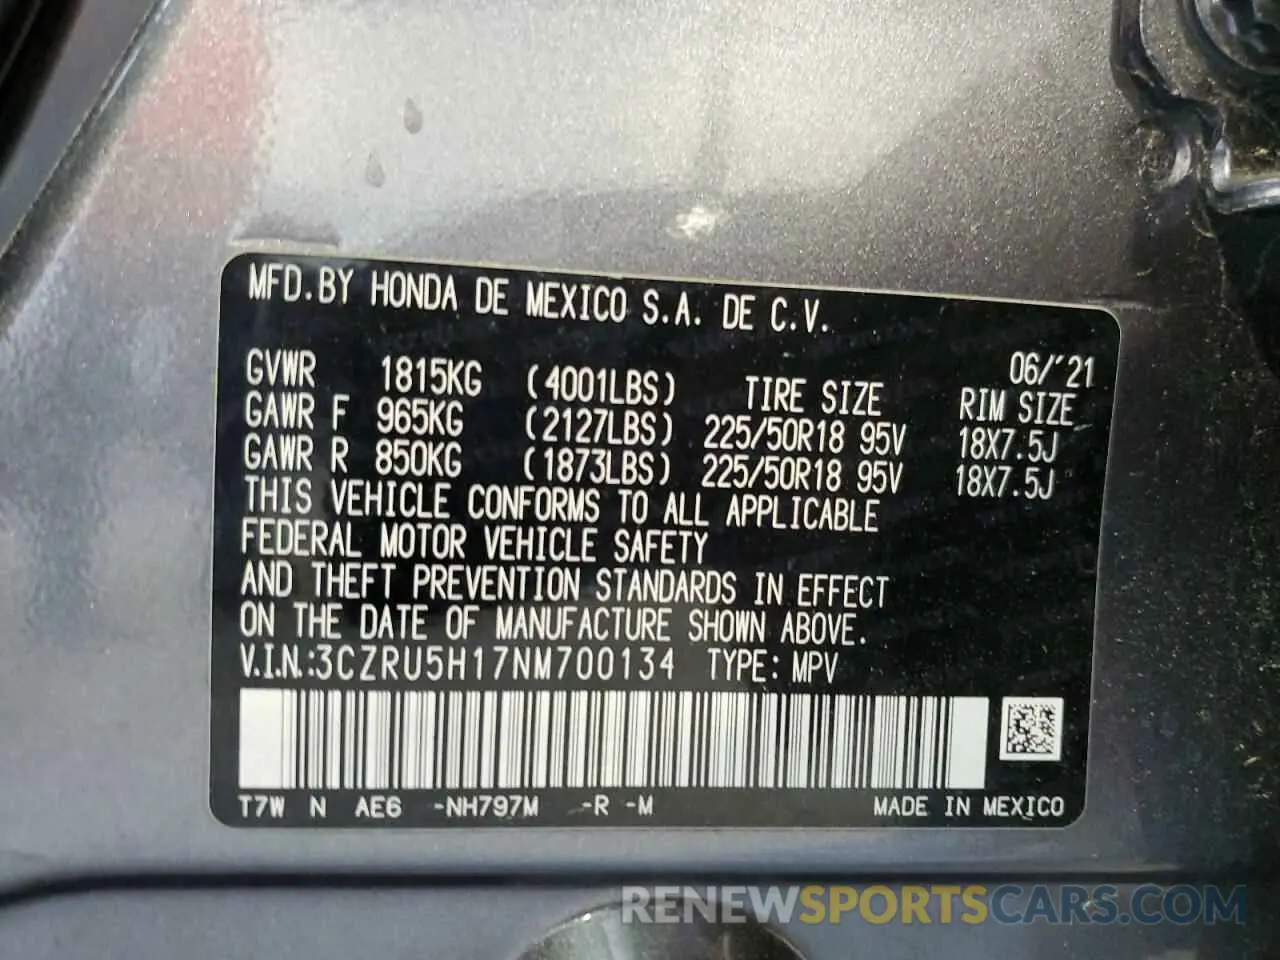 MFD.BY HONDA DE MEXICO S.A. DE C.V.
06/'21
GVWR 1815KG (4001LBS) TIRE SIZE RIM SIZE
GAWR F 965KG (2127LBS) 225/50R18 95V 18X7.5J
GAWR R 850KG (1873LBS) 225/50R18 95V 18X7.5J
THIS VEHICLE CONFORMS TO ALL APPLICABLE
FEDERAL MOTOR VEHICLE SAFETY
AND THEFT PREVENTION STANDARDS IN EFFECT
ON THE DATE OF MANUFACTURE SHOWN ABOVE.
V.I.N.:3CZRU5H17NM700134 TYPE: MPV
T7W N AE6 -NH797M -R -M MADE IN MEXICO
RENEWSPORTSCARS.COM